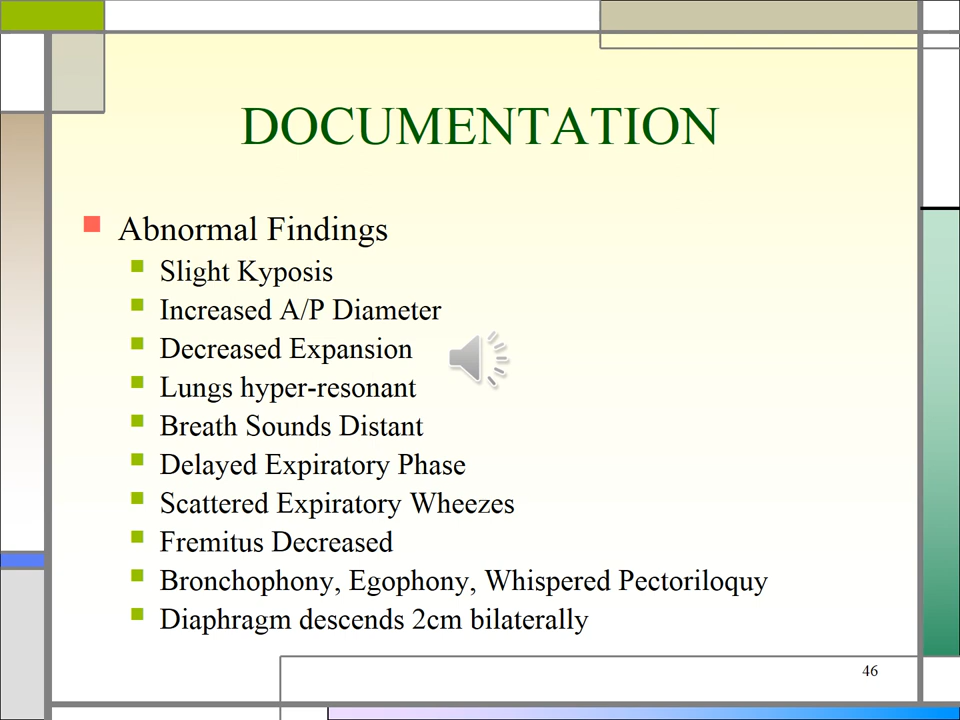 DOCUMENTATION
Abnormal Findings
Slight Kyposis
Increased A/P Diameter
Decreased Expansion
Lungs hyper-resonant
Breath Sounds Distant
Delayed Expiratory Phase
Scattered Expiratory Wheezes
Fremitus Decreased
Bronchophony, Egophony, Whispered Pectoriloquy
Diaphragm descends 2cm bilaterally
46